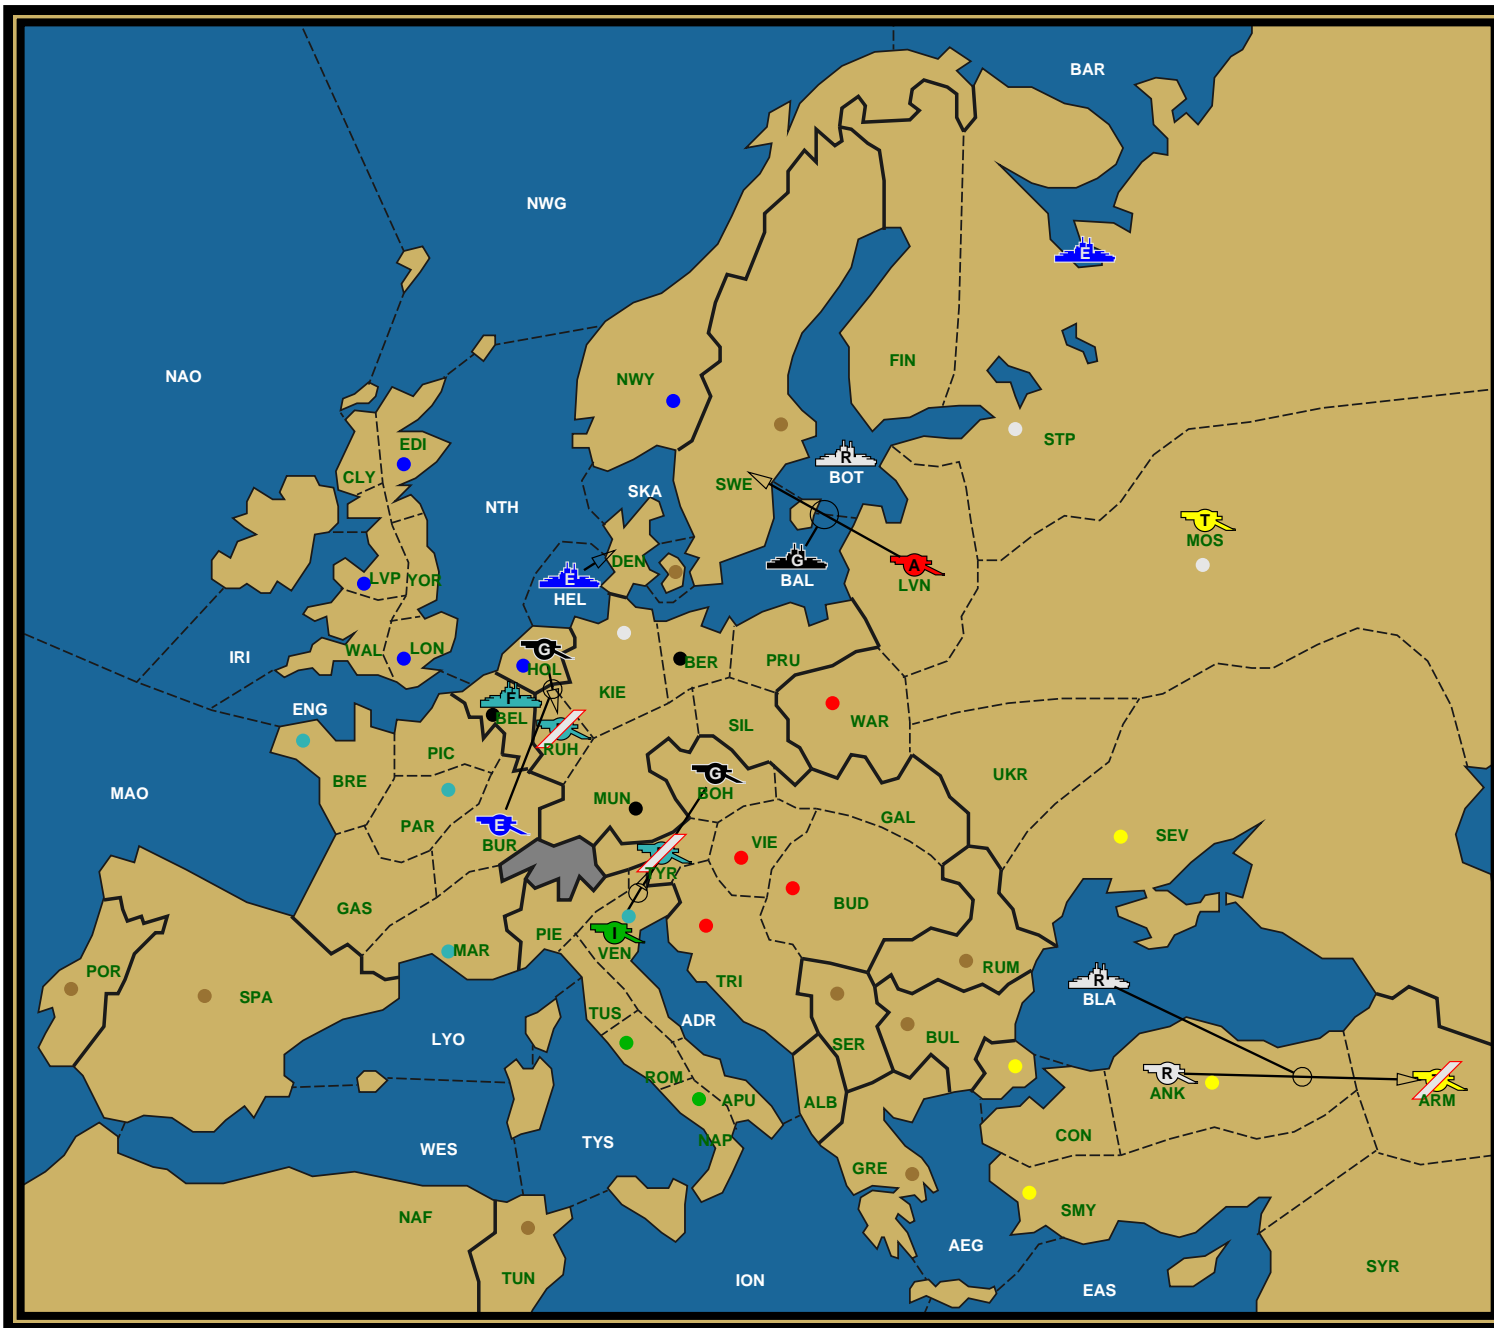 BAR
NWG
E
NAO
FIN
NWY
EDI
STP
CLY
R
BOT
SWE
SKA
NTH
T
MOS
DEN
G
BAL
A
LVN
E
HEL
LVP
YOR
WAL
LON
IRI
G
HOL
BER
PRU
KIE
F
BEL
ENG
WAR
SIL
RUH
PIC
BRE
G
BOH
UKR
MAO
MUN
GAL
PAR
E
BUR
SEV
VIE
TYR
BUD
GAS
I
VEN
PIE
MAR
RUM
POR
SPA
TRI
R
BLA
TUS
ADR
LYO
BUL
SER
ROM
R
ANK
APU
ALB
ARM
NAP
CON
TYS
WES
GRE
SMY
NAF
AEG
SYR
TUN
ION
EAS